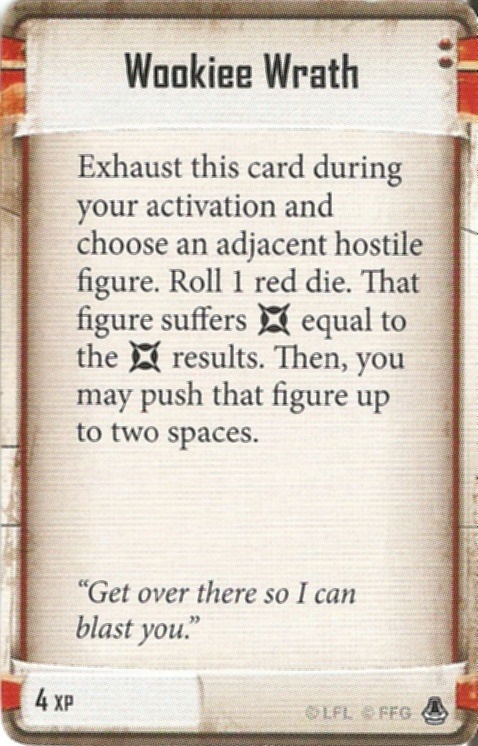 Wookiee Wrath
Exhaust this card during
your activation and
choose an adjacent hostile
figure. Roll 1 red die. That
figure suffers equal to
the results. Then, you
may push that figure up
to two spaces.
“Get over there so I can
blast you.”
4 XP
© LFL © FFG